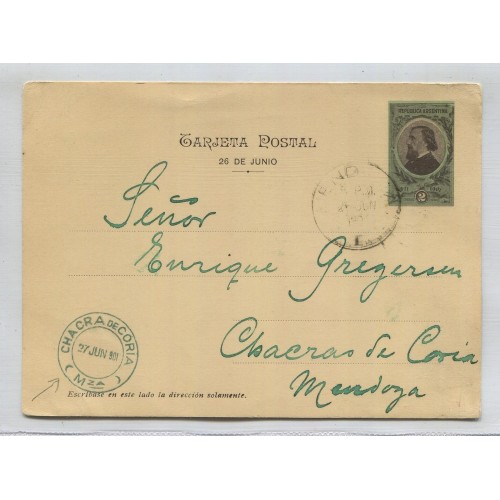 REPUBLICA ARGENTINA
TARJETA POSTAL
26 DE JUNIO
2
Señor
Enrique Gregersen
Chacras de Coria
Mendoza
CHACRA DE CORIA
27 JUN
MZA
Escríbase en este lado la dirección solamente.